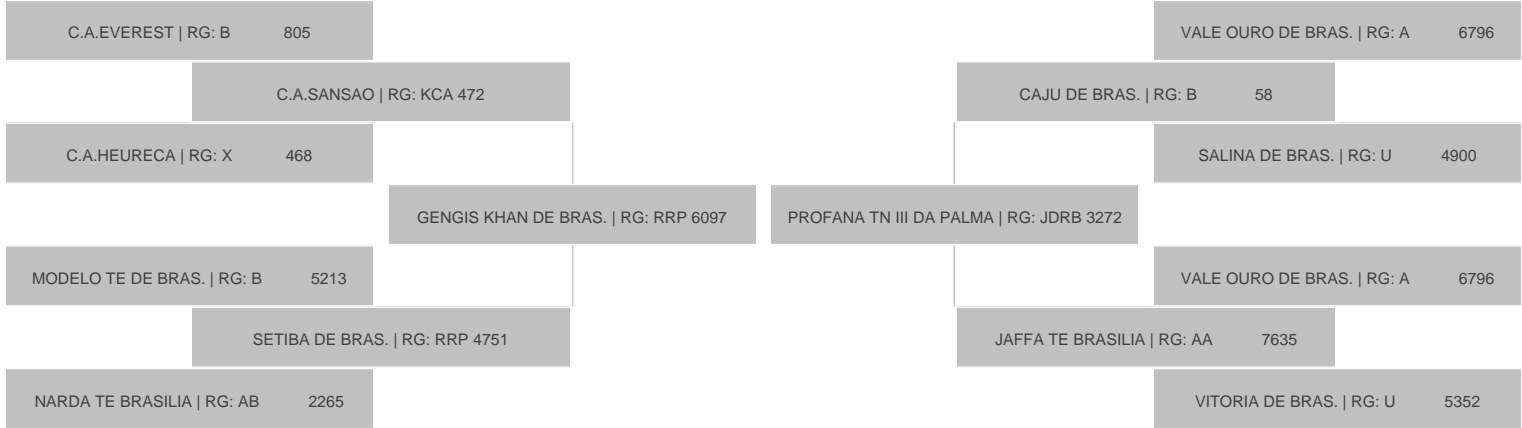 C.A.EVEREST | RG: B 805
VALE OURO DE BRAS. | RG: A 6796
C.A.SANSAO | RG: KCA 472
CAJU DE BRAS. | RG: B 58
C.A.HEURECA | RG: X 468
SALINA DE BRAS. | RG: U 4900
GENGIS KHAN DE BRAS. | RG: RRP 6097
PROFANA TN III DA PALMA | RG: JDRB 3272
MODELO TE DE BRAS. | RG: B 5213
VALE OURO DE BRAS. | RG: A 6796
SETIBA DE BRAS. | RG: RRP 4751
JAFFA TE BRASILIA | RG: AA 7635
NARDA TE BRASILIA | RG: AB 2265
VITORIA DE BRAS. | RG: U 5352